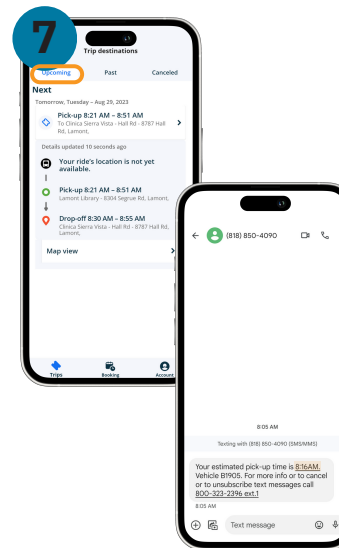 7
Trip destinations
Upcoming Past Canceled
Next
Tomorrow, Tuesday – Aug 29, 2023
Pick-up 8:21 AM – 8:51 AM
To Clinica Sierra Vista - Hall Rd - 8787 Hall
Rd, Lamont,
Details updated 10 seconds ago
Your ride's location is not yet
available.
Pick-up 8:21 AM – 8:51 AM
Lamont Library - 8304 Segrue Rd, Lamont,
Drop-off 8:30 AM – 8:55 AM
Clinica Sierra Vista - Hall Rd - 8787 Hall Rd,
Lamont,
Map view
Trips Booking Account
(818) 850-4090
8:05 AM
Texting with (818) 850-4090 (SMS/MMS)
Your estimated pick-up time is 8:16AM.
Vehicle B1905. For more info or to cancel
or to unsubscribe text messages call
800-323-2396 ext.1
8:05 AM
Text message